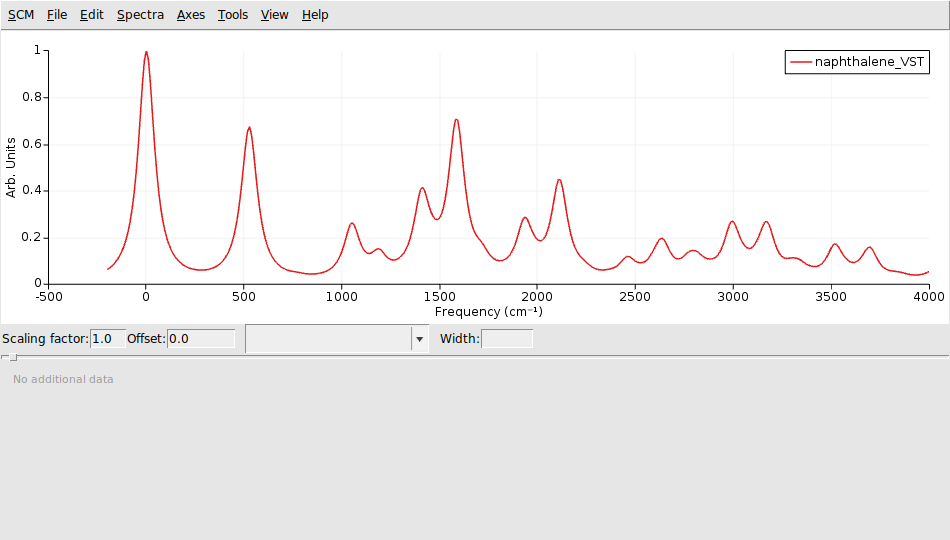 SCM File Edit Spectra Axes Tools View Help
naphthalene_VST
Arb. Units
1
0.8
0.6
0.4
0.2
0
-500 0 500 1000 1500 2000 2500 3000 3500 4000
Frequency (cm⁻¹)
Scaling factor: 1.0 Offset: 0.0 Width:
No additional data